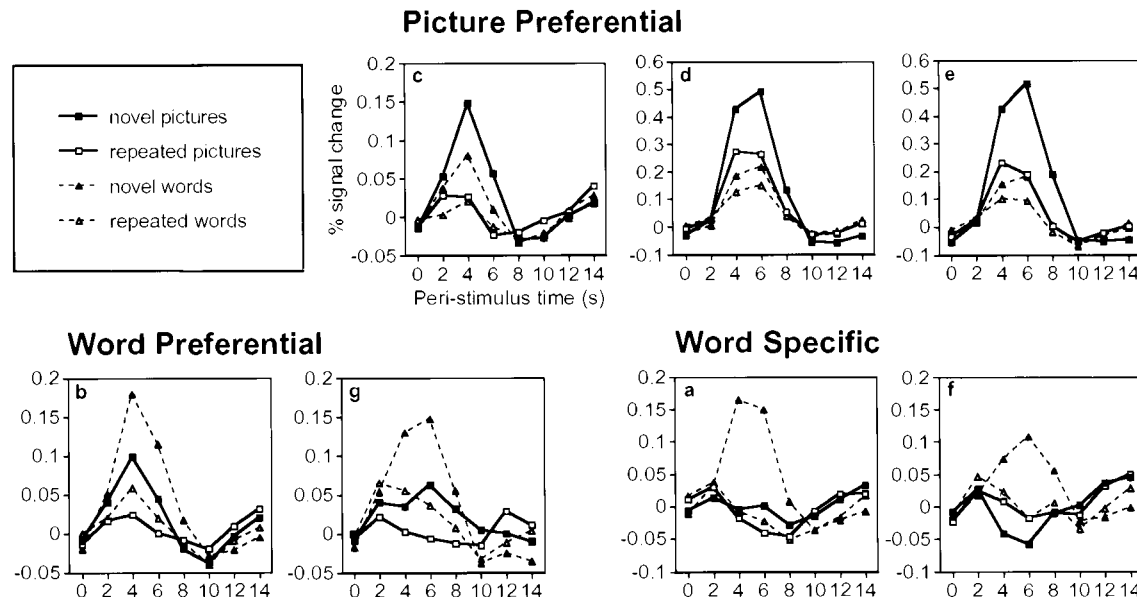 Picture Preferential
novel pictures
repeated pictures
novel words
repeated words
c
% signal change
0.2
0.15
0.1
0.05
0
-0.05
0 2 4 6 8 10 12 14
Peri-stimulus time (s)
d
0.6
0.5
0.4
0.3
0.2
0.1
0
-0.1
0 2 4 6 8 10 12 14
e
0.6
0.5
0.4
0.3
0.2
0.1
0
-0.1
0 2 4 6 8 10 12 14
Word Preferential
b
0.2
0.15
0.1
0.05
0
-0.05
0 2 4 6 8 10 12 14
g
0.2
0.15
0.1
0.05
0
-0.05
0 2 4 6 8 10 12 14
Word Specific
a
0.2
0.15
0.1
0.05
0
-0.05
-0.1
0 2 4 6 8 10 12 14
f
0.2
0.15
0.1
0.05
0
-0.05
-0.1
0 2 4 6 8 10 12 14